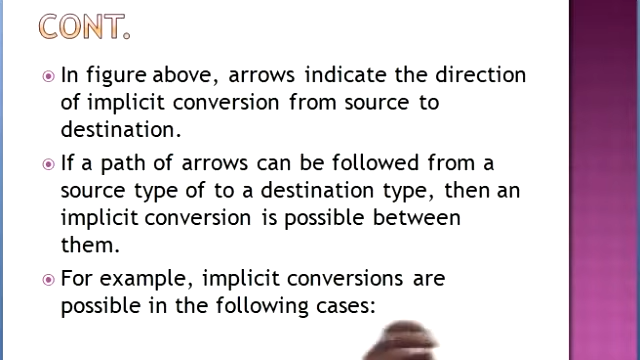 CONT.
In figure above, arrows indicate the direction
of implicit conversion from source to
destination.
If a path of arrows can be followed from a
source type of to a destination type, then an
implicit conversion is possible between
them.
For example, implicit conversions are
possible in the following cases: